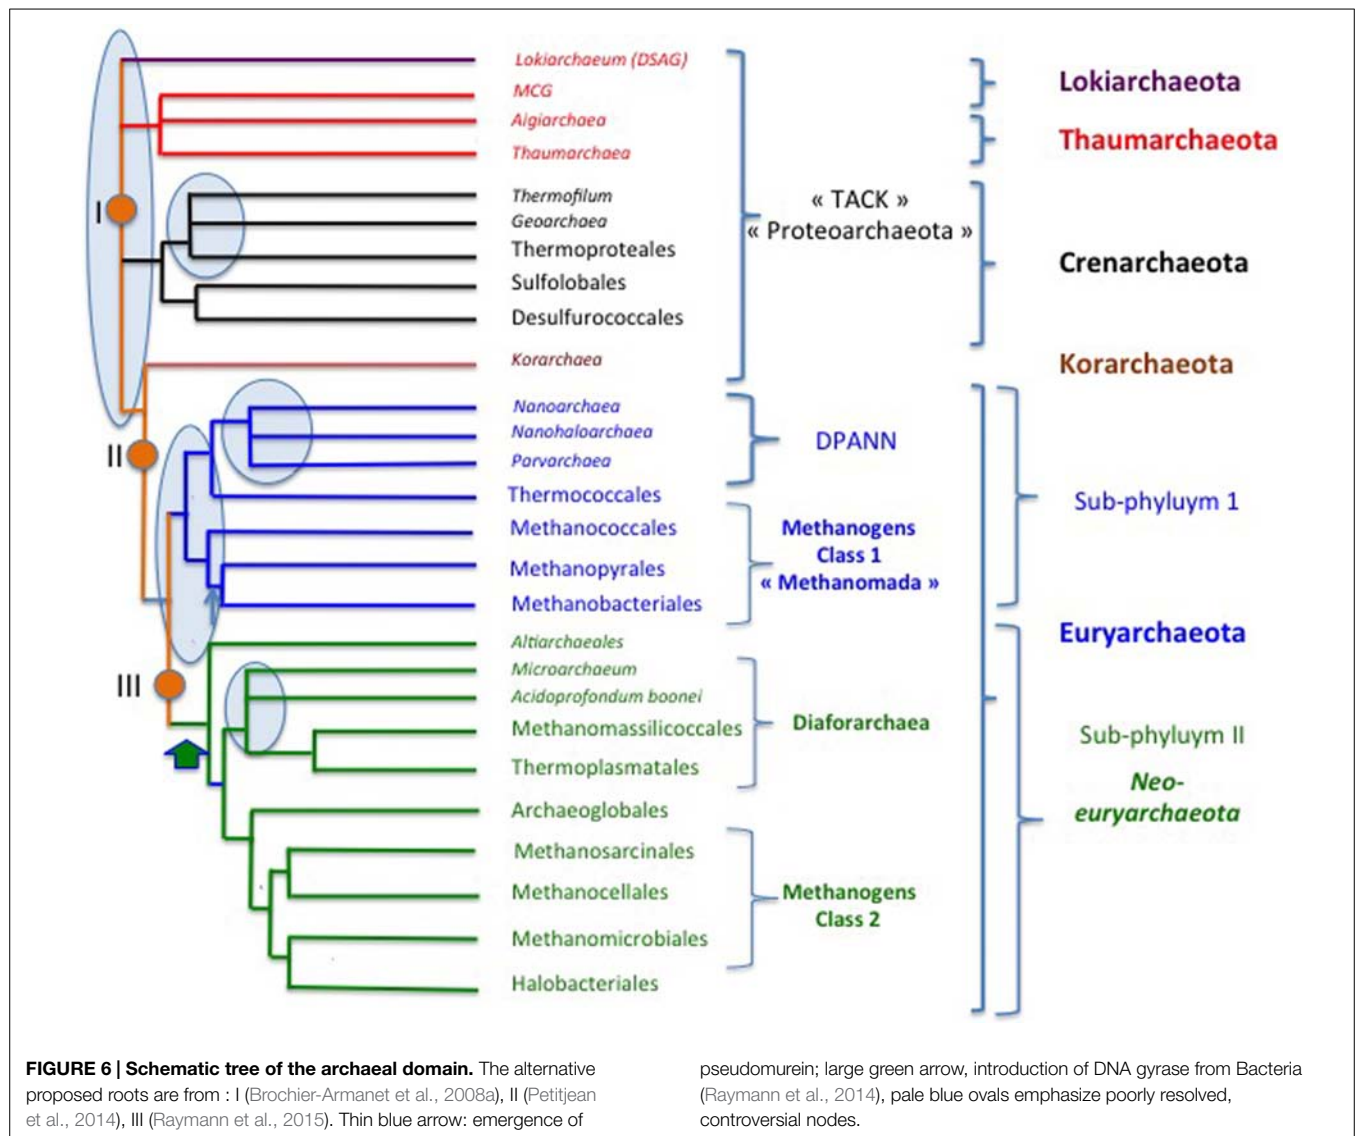 Lokiarchaeum (DSAG)
MCG
Aigiarchaea
Thaumarchaea
Thermofilum
Geoarchaea
Thermoproteales
Sulfolobales
Desulfurococcales
Korarchaea
Nanoarchaea
Nanohaloarchaea
Parvarchaea
Thermococcales
Methanococcales
Methanopyrales
Methanobacteriales
Altiarchaeales
Microarchaeum
Acidoprofondum boonei
Methanomassilicoccales
Thermoplasmatales
Archaeoglobales
Methanosarcinales
Methanocellales
Methanomicrobiales
Halobacteriales
I
II
III
« TACK »
« Proteoarchaeota »
DPANN
Methanogens
Class 1
« Methanomada »
Diaforarchaea
Methanogens
Class 2
Lokiarchaeota
Thaumarchaeota
Crenarchaeota
Korarchaeota
Sub-phyluym 1
Euryarchaeota
Sub-phyluym II
Neo-
euryarchaeota
FIGURE 6 | Schematic tree of the archaeal domain. The alternative
proposed roots are from : I (Brochier-Armanet et al., 2008a), II (Petitjean
et al., 2014), III (Raymann et al., 2015). Thin blue arrow: emergence of
pseudomurein; large green arrow, introduction of DNA gyrase from Bacteria
(Raymann et al., 2014), pale blue ovals emphasize poorly resolved,
controversial nodes.